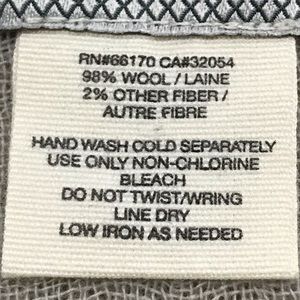 RN#66170 CA#32054
98% WOOL / LAINE
2% OTHER FIBER /
AUTRE FIBRE
HAND WASH COLD SEPARATELY
USE ONLY NON-CHLORINE
BLEACH
DO NOT TWIST/WRING
LINE DRY
LOW IRON AS NEEDED